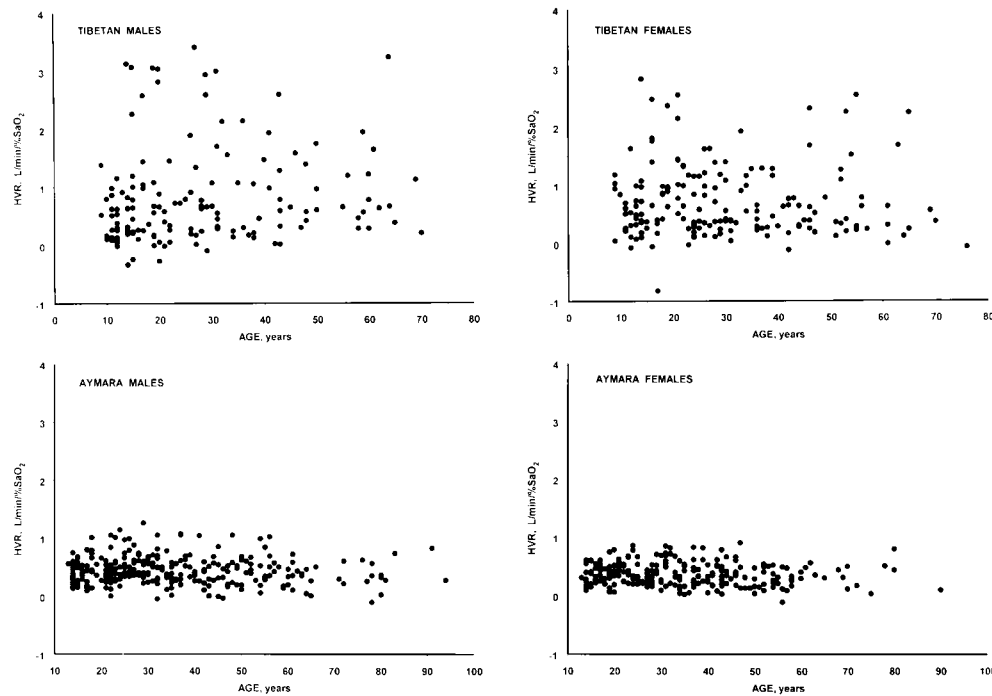 TIBETAN MALES
4
3
2
1
0
-1
HVR, L/min/%SaO2
0 10 20 30 40 50 60 70 80
AGE, years
TIBETAN FEMALES
4
3
2
1
0
-1
HVR, L/min/%SaO2
0 10 20 30 40 50 60 70 80
AGE, years
AYMARA MALES
4
3
2
1
0
-1
HVR, L/min/%SaO2
10 20 30 40 50 60 70 80 90 100
AGE, years
AYMARA FEMALES
4
3
2
1
0
-1
HVR, L/min/%SaO2
10 20 30 40 50 60 70 80 90 100
AGE, years